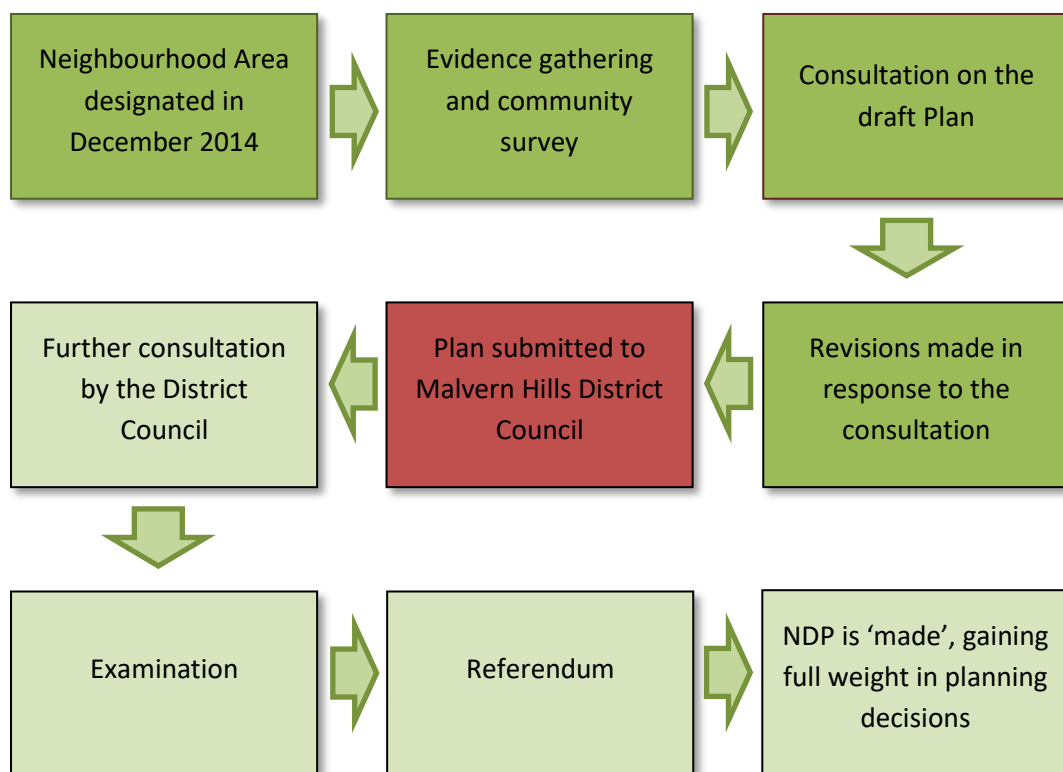 Neighbourhood Area
designated in
December 2014
Evidence gathering
and community
survey
Consultation on the
draft Plan
Revisions made in
response to the
consultation
Plan submitted to
Malvern Hills District
Council
Further consultation
by the District
Council
Examination
Referendum
NDP is ‘made’, gaining
full weight in planning
decisions